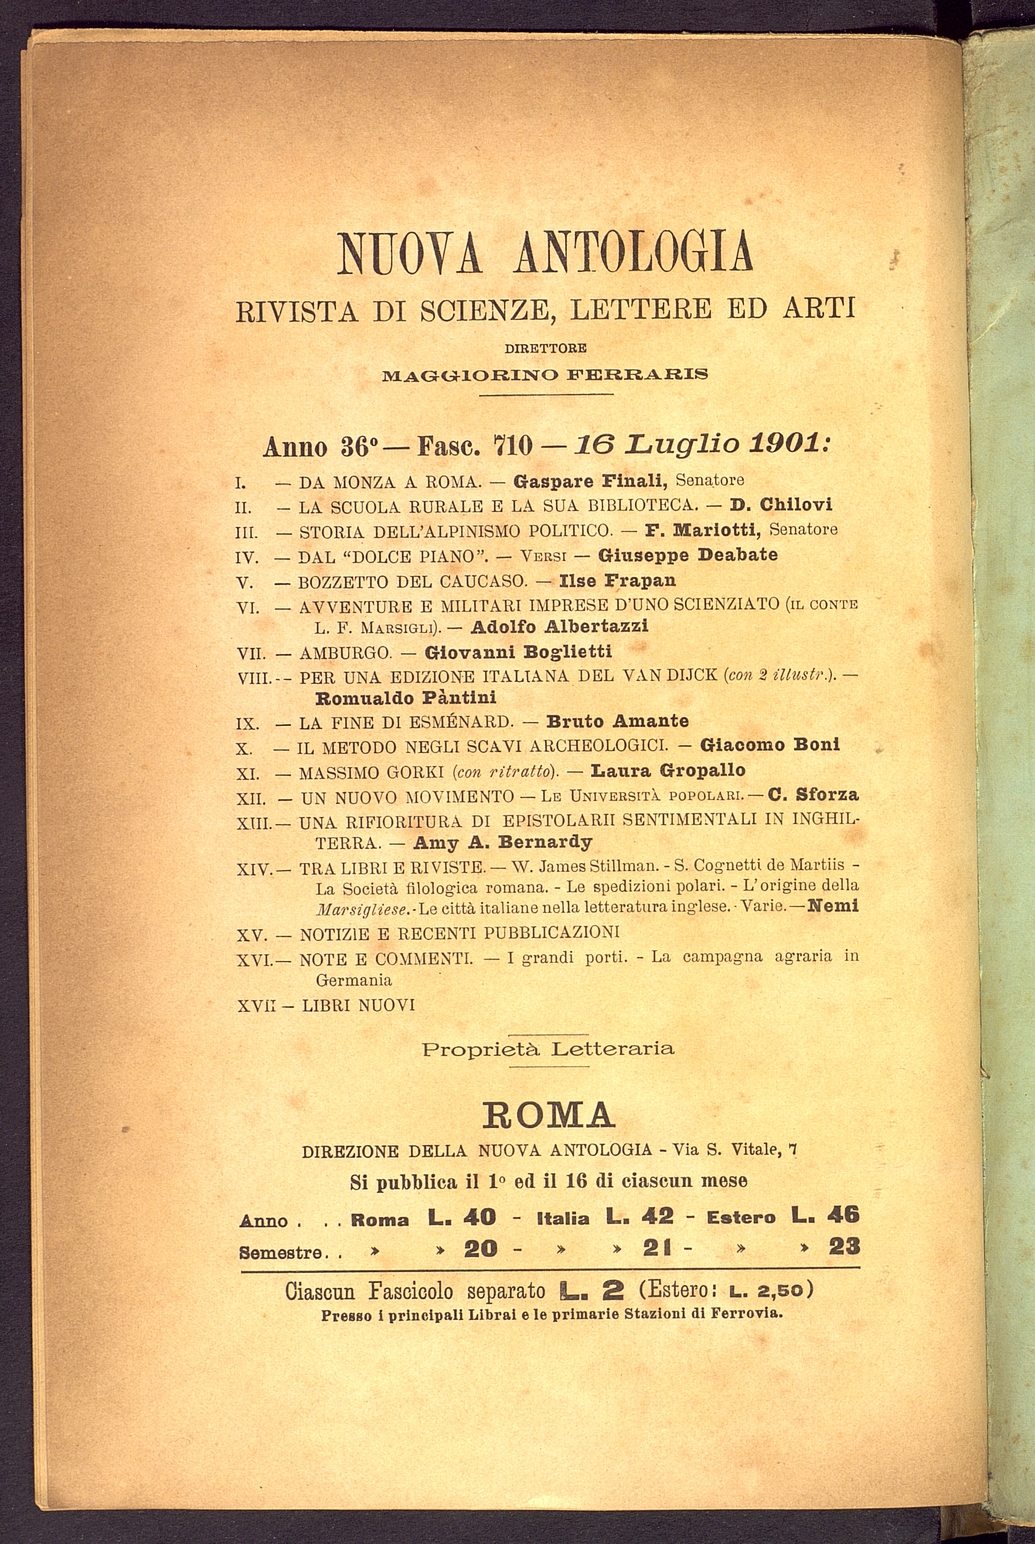 NUOVA ANTOLOGIA
RIVISTA DI SCIENZE, LETTERE ED ARTI
DIRETTORE
MAGGIORINO FERRARIS
Anno 36º — Fasc. 710 — 16 Luglio 1901:
I. — DA MONZA A ROMA. — Gaspare Finali, Senatore
II. — LA SCUOLA RURALE E LA SUA BIBLIOTECA. — D. Chilovi
III. — STORIA DELL'ALPINISMO POLITICO. — F. Mariotti, Senatore
IV. — DAL “DOLCE PIANO”. — VERSI — Giuseppe Deabate
V. — BOZZETTO DEL CAUCASO. — Ilse Frapan
VI. — AVVENTURE E MILITARI IMPRESE D'UNO SCIENZIATO (IL CONTE
L. F. MARSIGLI). — Adolfo Albertazzi
VII. — AMBURGO. — Giovanni Boglietti
VIII. -- PER UNA EDIZIONE ITALIANA DEL VAN DIJCK (con 2 illustr.). —
Romualdo Pàntini
IX. — LA FINE DI ESMÉNARD. — Bruto Amante
X. — IL METODO NEGLI SCAVI ARCHEOLOGICI. — Giacomo Boni
XI. — MASSIMO GORKI (con ritratto). — Laura Gropallo
XII. — UN NUOVO MOVIMENTO — LE UNIVERSITÀ POPOLARI. — C. Sforza
XIII. — UNA RIFIORITURA DI EPISTOLARII SENTIMENTALI IN INGHIL-
TERRA. — Amy A. Bernardy
XIV. — TRA LIBRI E RIVISTE. — W. James Stillman. - S. Cognetti de Martiis -
La Società filologica romana. - Le spedizioni polari. - L'origine della
Marsigliese. - Le città italiane nella letteratura inglese. - Varie. — Nemi
XV. — NOTIZIE E RECENTI PUBBLICAZIONI
XVI. — NOTE E COMMENTI. — I grandi porti. - La campagna agraria in
Germania
XVII — LIBRI NUOVI
Proprietà Letteraria
ROMA
DIREZIONE DELLA NUOVA ANTOLOGIA - Via S. Vitale, 7
Si pubblica il 1º ed il 16 di ciascun mese
Anno . . . Roma L. 40 - Italia L. 42 - Estero L. 46
Semestre. . » » 20 - » » 21 - » » 23
Ciascun Fascicolo separato L. 2 (Estero: L. 2,50)
Presso i principali Librai e le primarie Stazioni di Ferrovia.